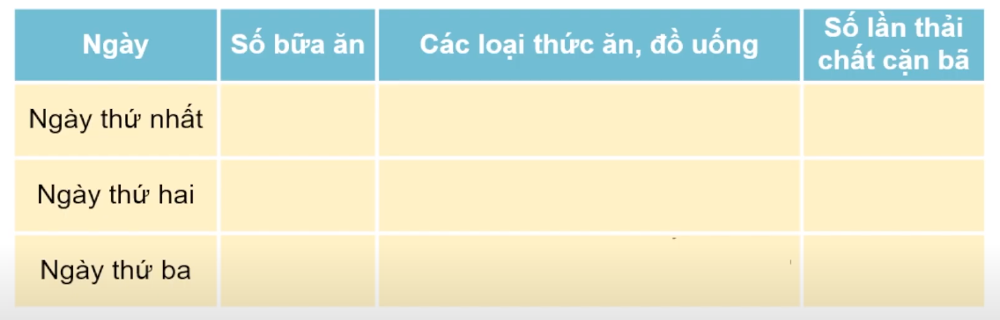 Ngày
Số bữa ăn
Các loại thức ăn, đồ uống
Số lần thải
chất cặn bã
Ngày thứ nhất
Ngày thứ hai
Ngày thứ ba